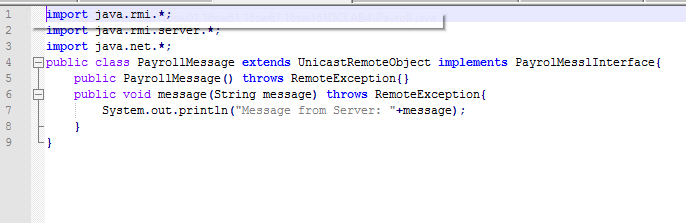 1 import java.rmi.*;
2 import java.rmi.server.*;
3 import java.net.*;
4 public class PayrollMessage extends UnicastRemoteObject implements PayrolMesslInterface{
5 public PayrollMessage() throws RemoteException{}
6 public void message(String message) throws RemoteException{
7 System.out.println("Message from Server: "+message);
8 }
9 }